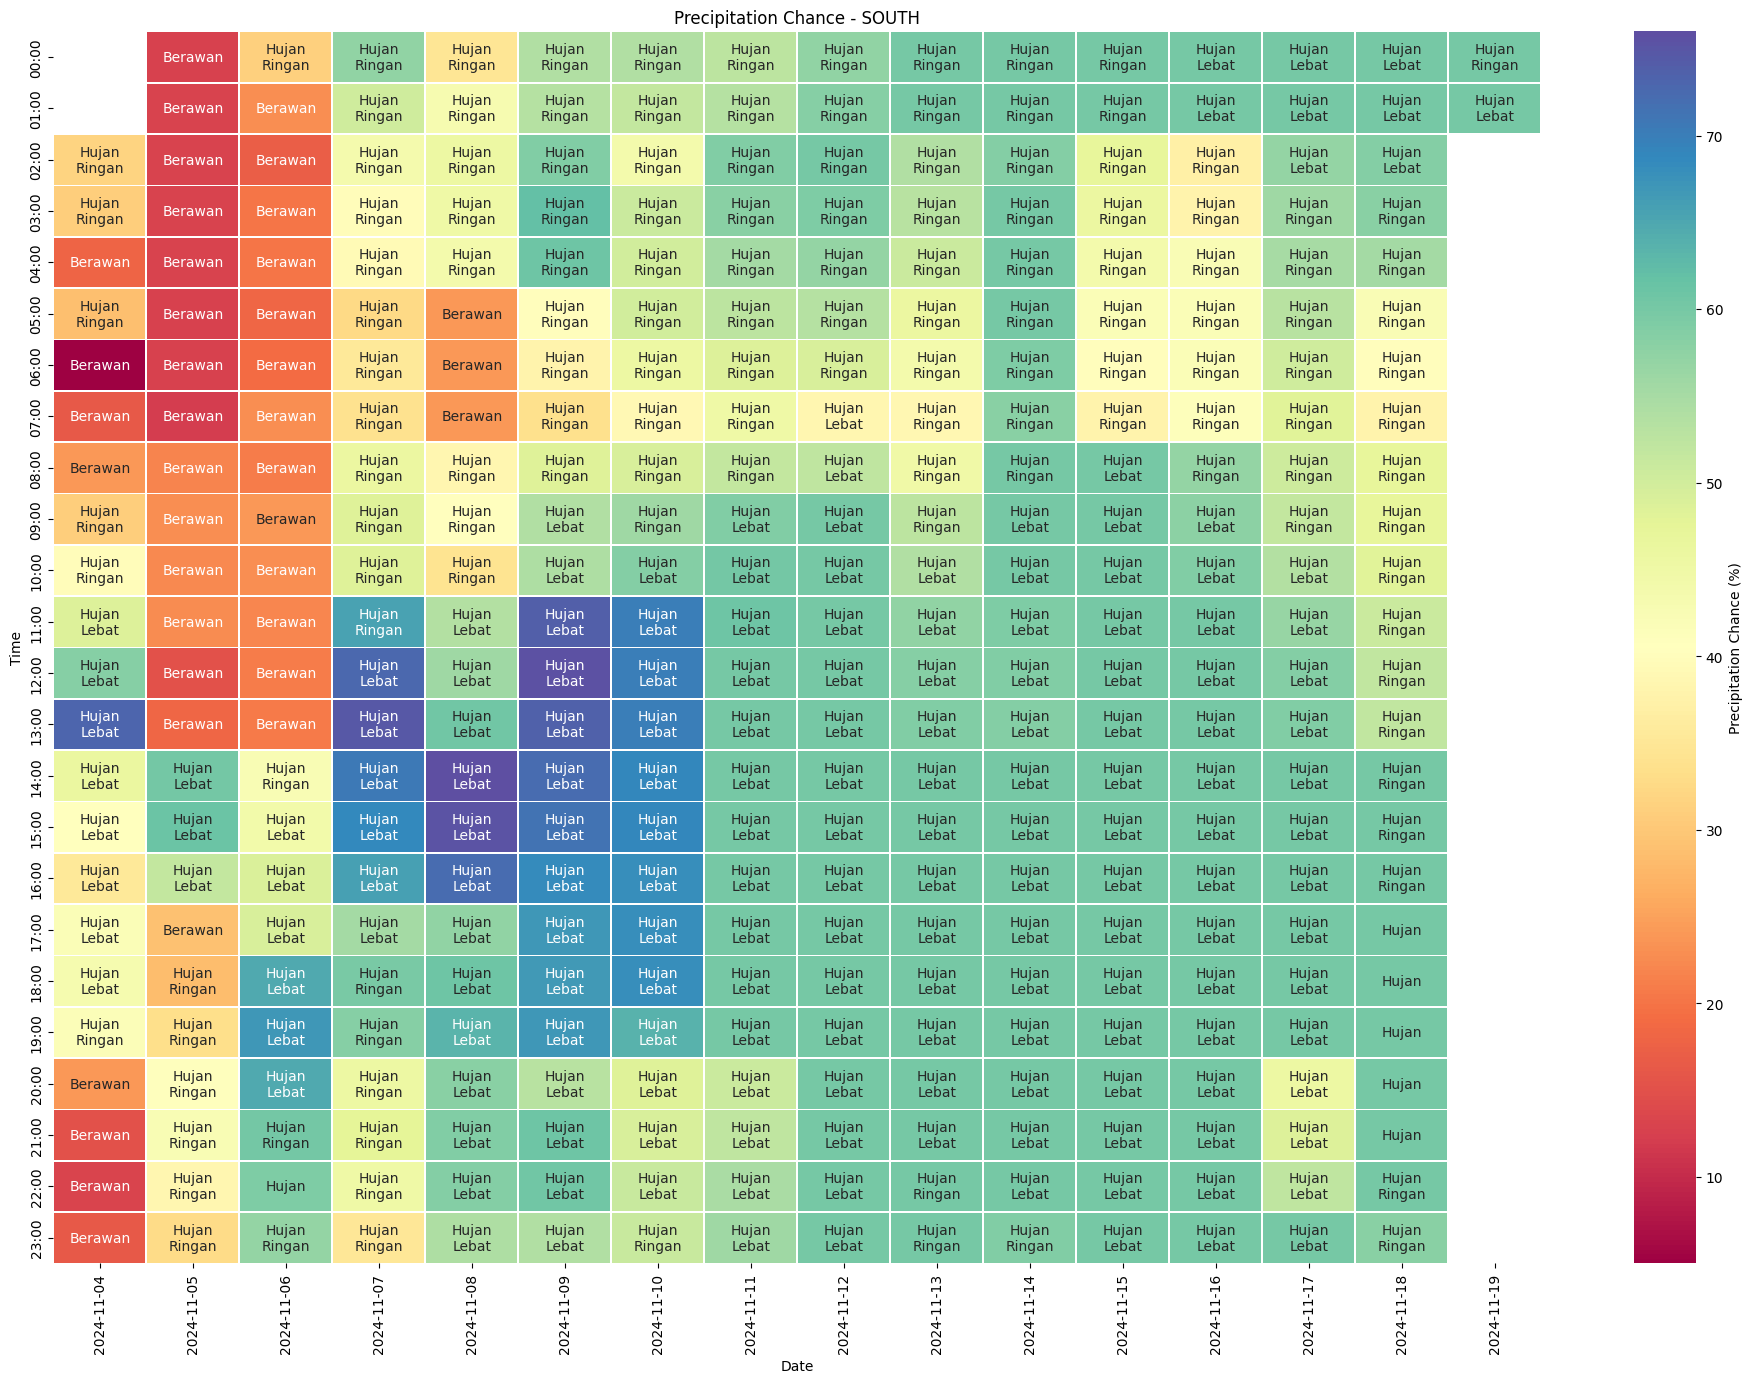 Precipitation Chance - SOUTH
00:00 Berawan Hujan Ringan Hujan Ringan Hujan Ringan Hujan Ringan Hujan Ringan Hujan Ringan Hujan Ringan Hujan Ringan Hujan Ringan Hujan Ringan Hujan Lebat Hujan Lebat Hujan Lebat Hujan Ringan
01:00 Berawan Berawan Hujan Ringan Hujan Ringan Hujan Ringan Hujan Ringan Hujan Ringan Hujan Ringan Hujan Ringan Hujan Ringan Hujan Ringan Hujan Lebat Hujan Lebat Hujan Lebat Hujan Lebat
02:00 Hujan Ringan Berawan Berawan Hujan Ringan Hujan Ringan Hujan Ringan Hujan Ringan Hujan Ringan Hujan Ringan Hujan Ringan Hujan Ringan Hujan Ringan Hujan Ringan Hujan Lebat Hujan Lebat
03:00 Hujan Ringan Berawan Berawan Hujan Ringan Hujan Ringan Hujan Ringan Hujan Ringan Hujan Ringan Hujan Ringan Hujan Ringan Hujan Ringan Hujan Ringan Hujan Ringan Hujan Ringan Hujan Ringan
04:00 Berawan Berawan Berawan Hujan Ringan Hujan Ringan Hujan Ringan Hujan Ringan Hujan Ringan Hujan Ringan Hujan Ringan Hujan Ringan Hujan Ringan Hujan Ringan Hujan Ringan Hujan Ringan
05:00 Hujan Ringan Berawan Berawan Hujan Ringan Berawan Hujan Ringan Hujan Ringan Hujan Ringan Hujan Ringan Hujan Ringan Hujan Ringan Hujan Ringan Hujan Ringan Hujan Ringan Hujan Ringan
06:00 Berawan Berawan Berawan Hujan Ringan Berawan Hujan Ringan Hujan Ringan Hujan Ringan Hujan Ringan Hujan Ringan Hujan Ringan Hujan Ringan Hujan Ringan Hujan Ringan Hujan Ringan
07:00 Berawan Berawan Berawan Hujan Ringan Berawan Hujan Ringan Hujan Ringan Hujan Ringan Hujan Lebat Hujan Ringan Hujan Ringan Hujan Ringan Hujan Ringan Hujan Ringan Hujan Ringan
08:00 Berawan Berawan Berawan Hujan Ringan Hujan Ringan Hujan Ringan Hujan Ringan Hujan Ringan Hujan Lebat Hujan Ringan Hujan Ringan Hujan Lebat Hujan Ringan Hujan Ringan Hujan Ringan
09:00 Hujan Ringan Berawan Berawan Hujan Ringan Hujan Ringan Hujan Lebat Hujan Ringan Hujan Lebat Hujan Lebat Hujan Ringan Hujan Lebat Hujan Lebat Hujan Lebat Hujan Ringan Hujan Ringan
10:00 Hujan Ringan Berawan Berawan Hujan Ringan Hujan Ringan Hujan Lebat Hujan Lebat Hujan Lebat Hujan Lebat Hujan Lebat Hujan Lebat Hujan Lebat Hujan Lebat Hujan Lebat Hujan Ringan
11:00 Hujan Lebat Berawan Berawan Hujan Ringan Hujan Lebat Hujan Lebat Hujan Lebat Hujan Lebat Hujan Lebat Hujan Lebat Hujan Lebat Hujan Lebat Hujan Lebat Hujan Lebat Hujan Ringan
12:00 Hujan Lebat Berawan Berawan Hujan Lebat Hujan Lebat Hujan Lebat Hujan Lebat Hujan Lebat Hujan Lebat Hujan Lebat Hujan Lebat Hujan Lebat Hujan Lebat Hujan Lebat Hujan Ringan
13:00 Hujan Lebat Berawan Berawan Hujan Lebat Hujan Lebat Hujan Lebat Hujan Lebat Hujan Lebat Hujan Lebat Hujan Lebat Hujan Lebat Hujan Lebat Hujan Lebat Hujan Lebat Hujan Ringan
14:00 Hujan Lebat Hujan Lebat Hujan Ringan Hujan Lebat Hujan Lebat Hujan Lebat Hujan Lebat Hujan Lebat Hujan Lebat Hujan Lebat Hujan Lebat Hujan Lebat Hujan Lebat Hujan Lebat Hujan Ringan
15:00 Hujan Lebat Hujan Lebat Hujan Lebat Hujan Lebat Hujan Lebat Hujan Lebat Hujan Lebat Hujan Lebat Hujan Lebat Hujan Lebat Hujan Lebat Hujan Lebat Hujan Lebat Hujan Lebat Hujan Ringan
16:00 Hujan Lebat Hujan Lebat Hujan Lebat Hujan Lebat Hujan Lebat Hujan Lebat Hujan Lebat Hujan Lebat Hujan Lebat Hujan Lebat Hujan Lebat Hujan Lebat Hujan Lebat Hujan Lebat Hujan Ringan
17:00 Hujan Lebat Berawan Hujan Lebat Hujan Lebat Hujan Lebat Hujan Lebat Hujan Lebat Hujan Lebat Hujan Lebat Hujan Lebat Hujan Lebat Hujan Lebat Hujan Lebat Hujan Lebat Hujan
18:00 Hujan Lebat Hujan Ringan Hujan Lebat Hujan Ringan Hujan Lebat Hujan Lebat Hujan Lebat Hujan Lebat Hujan Lebat Hujan Lebat Hujan Lebat Hujan Lebat Hujan Lebat Hujan Lebat Hujan
19:00 Hujan Ringan Hujan Ringan Hujan Lebat Hujan Ringan Hujan Lebat Hujan Lebat Hujan Lebat Hujan Lebat Hujan Lebat Hujan Lebat Hujan Lebat Hujan Lebat Hujan Lebat Hujan Lebat Hujan
20:00 Berawan Hujan Ringan Hujan Lebat Hujan Ringan Hujan Lebat Hujan Lebat Hujan Lebat Hujan Lebat Hujan Lebat Hujan Lebat Hujan Lebat Hujan Lebat Hujan Lebat Hujan Lebat Hujan
21:00 Berawan Hujan Ringan Hujan Ringan Hujan Ringan Hujan Lebat Hujan Lebat Hujan Lebat Hujan Lebat Hujan Lebat Hujan Lebat Hujan Lebat Hujan Lebat Hujan Lebat Hujan Lebat Hujan
22:00 Berawan Hujan Ringan Hujan Hujan Ringan Hujan Lebat Hujan Lebat Hujan Lebat Hujan Lebat Hujan Lebat Hujan Ringan Hujan Lebat Hujan Lebat Hujan Lebat Hujan Lebat Hujan Ringan
23:00 Berawan Hujan Ringan Hujan Ringan Hujan Ringan Hujan Lebat Hujan Lebat Hujan Ringan Hujan Lebat Hujan Lebat Hujan Ringan Hujan Ringan Hujan Lebat Hujan Lebat Hujan Lebat Hujan Ringan
Time
2024-11-04 2024-11-05 2024-11-06 2024-11-07 2024-11-08 2024-11-09 2024-11-10 2024-11-11 2024-11-12 2024-11-13 2024-11-14 2024-11-15 2024-11-16 2024-11-17 2024-11-18 2024-11-19
Date
70
60
50
40
30
20
10
Precipitation Chance (%)